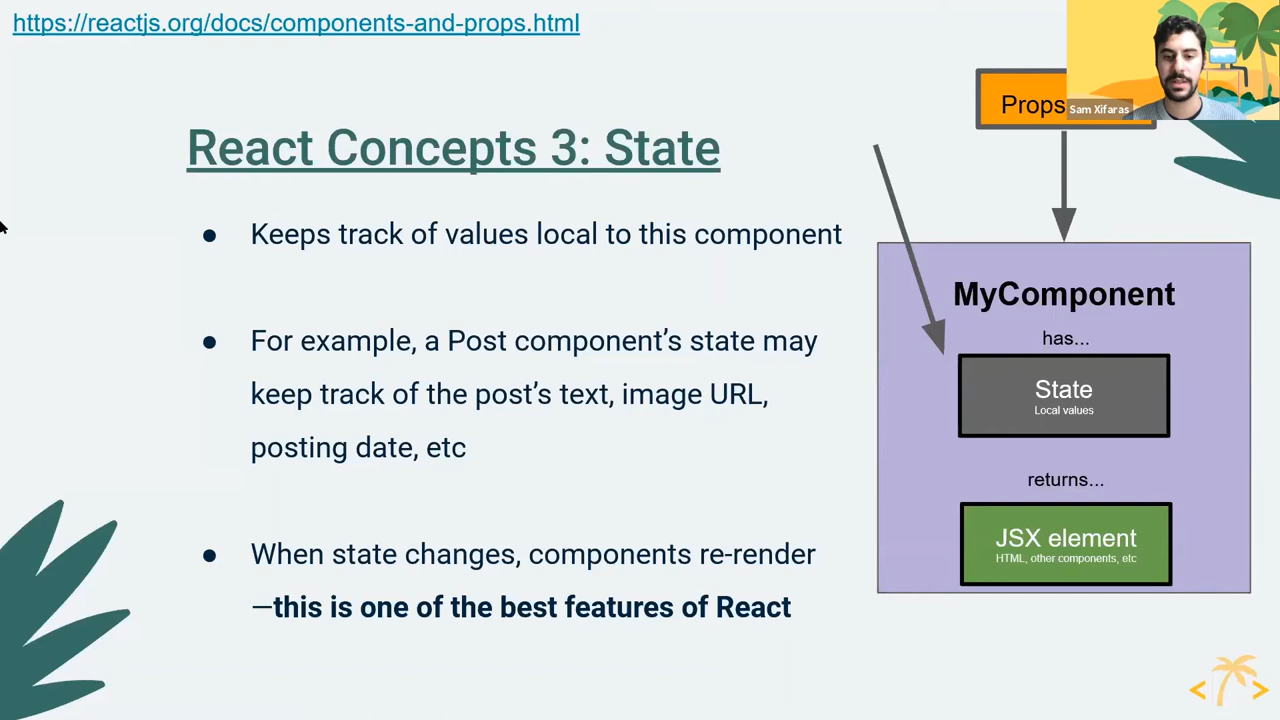 https://reactjs.org/docs/components-and-props.html
Props
Sam Xifaras
React Concepts 3: State
● Keeps track of values local to this component
● For example, a Post component’s state may
keep track of the post’s text, image URL,
posting date, etc
● When state changes, components re-render
—this is one of the best features of React
MyComponent
has...
State
Local values
returns...
JSX element
HTML, other components, etc
< >